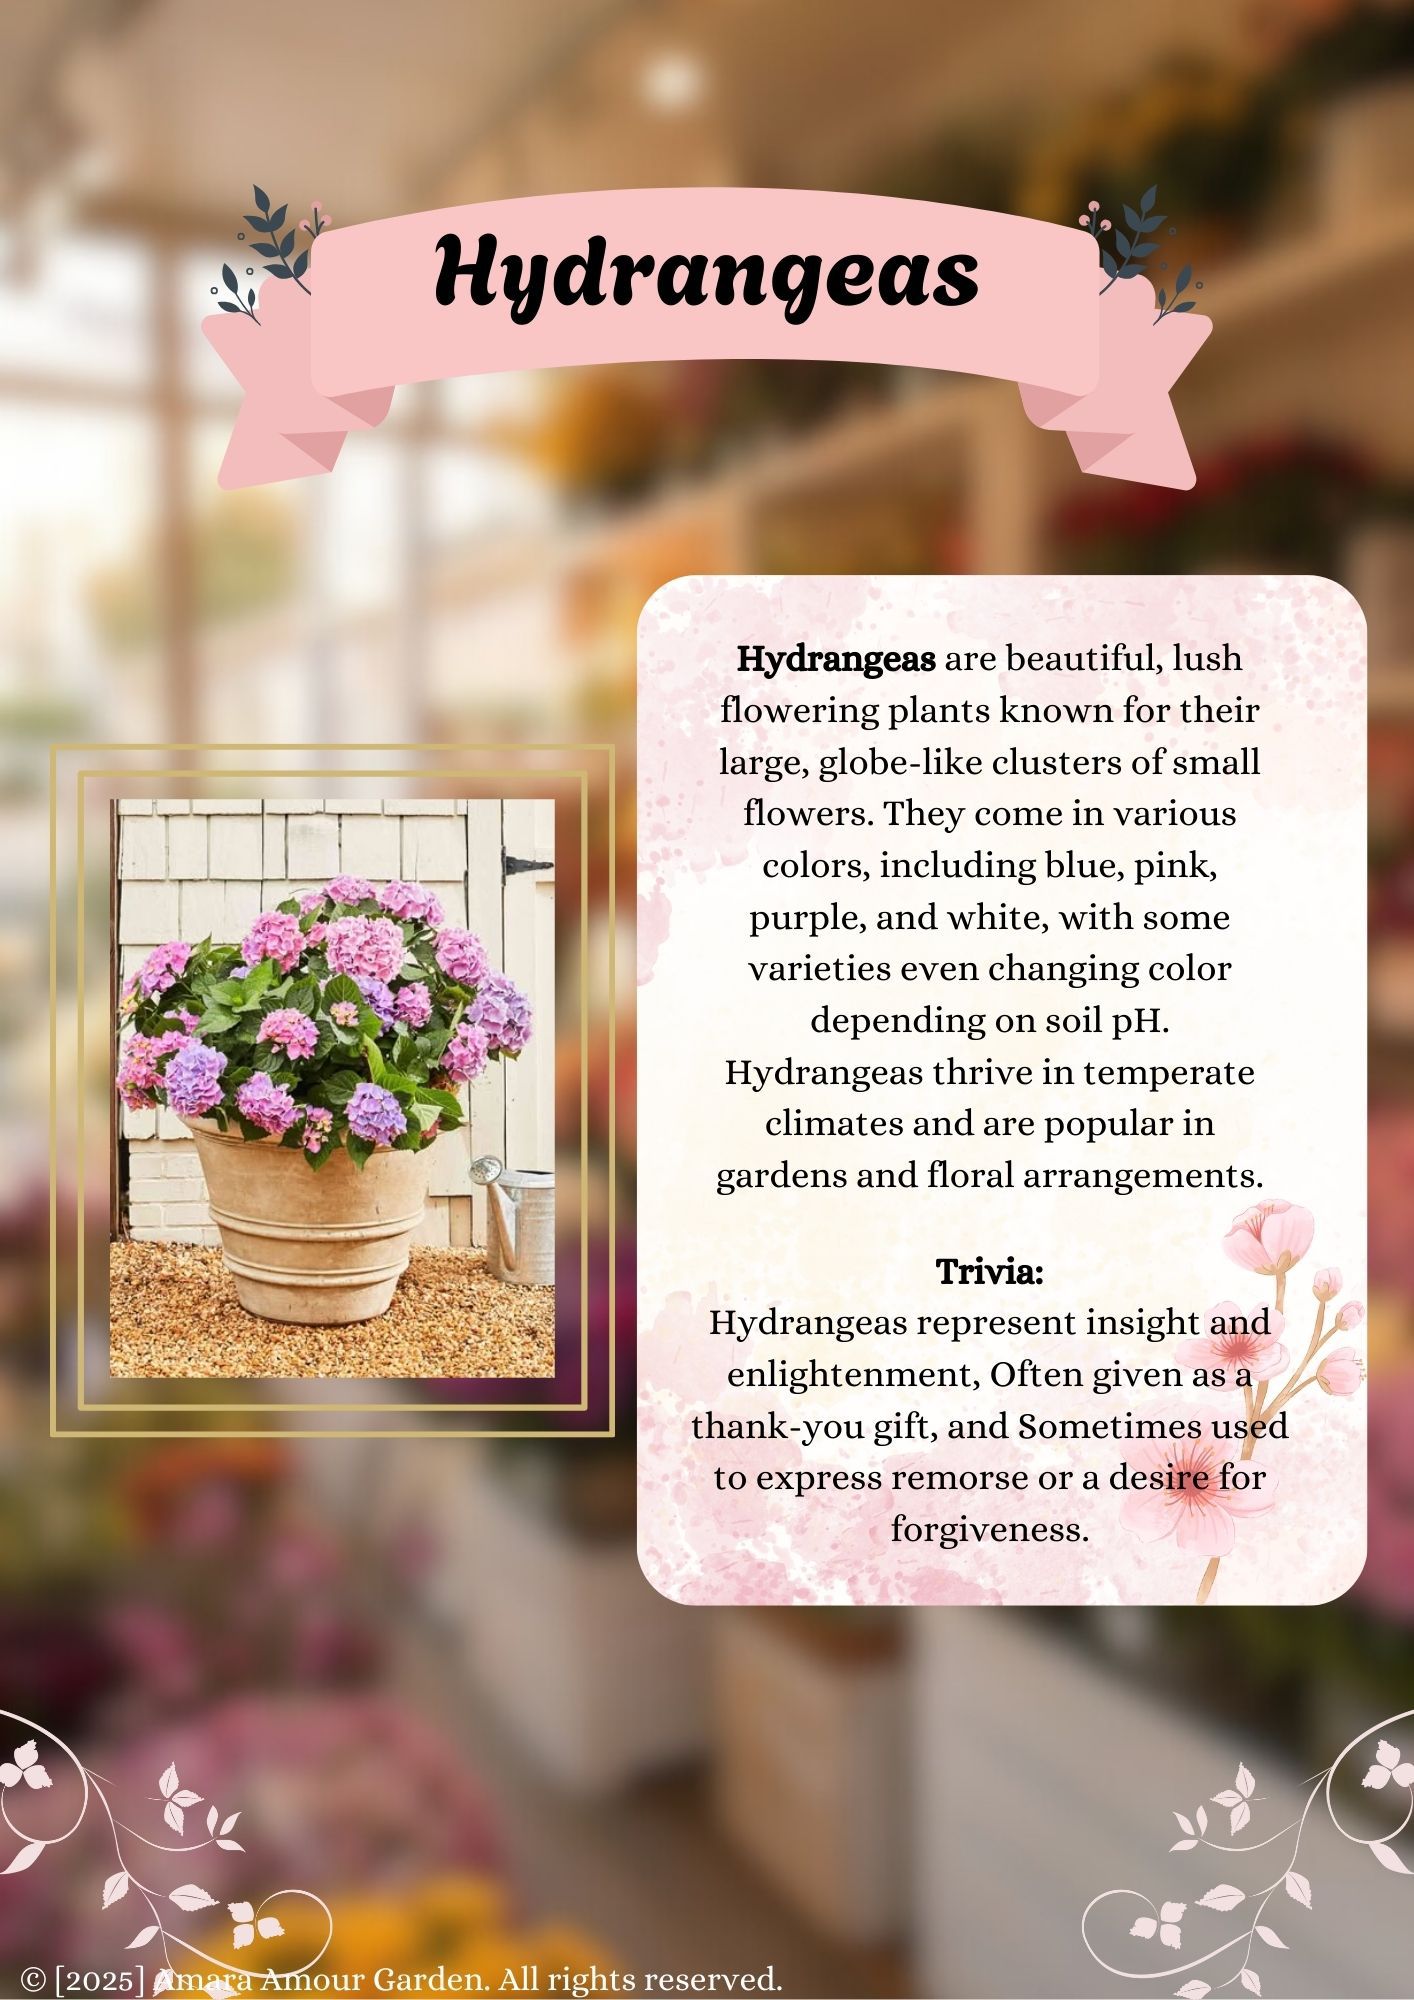 Hydrangeas
Hydrangeas are beautiful, lush
flowering plants known for their
large, globe-like clusters of small
flowers. They come in various
colors, including blue, pink,
purple, and white, with some
varieties even changing color
depending on soil pH.
Hydrangeas thrive in temperate
climates and are popular in
gardens and floral arrangements.
Trivia:
Hydrangeas represent insight and
enlightenment, Often given as a
thank-you gift, and Sometimes used
to express remorse or a desire for
forgiveness.
© [2025] Amara Amour Garden. All rights reserved.